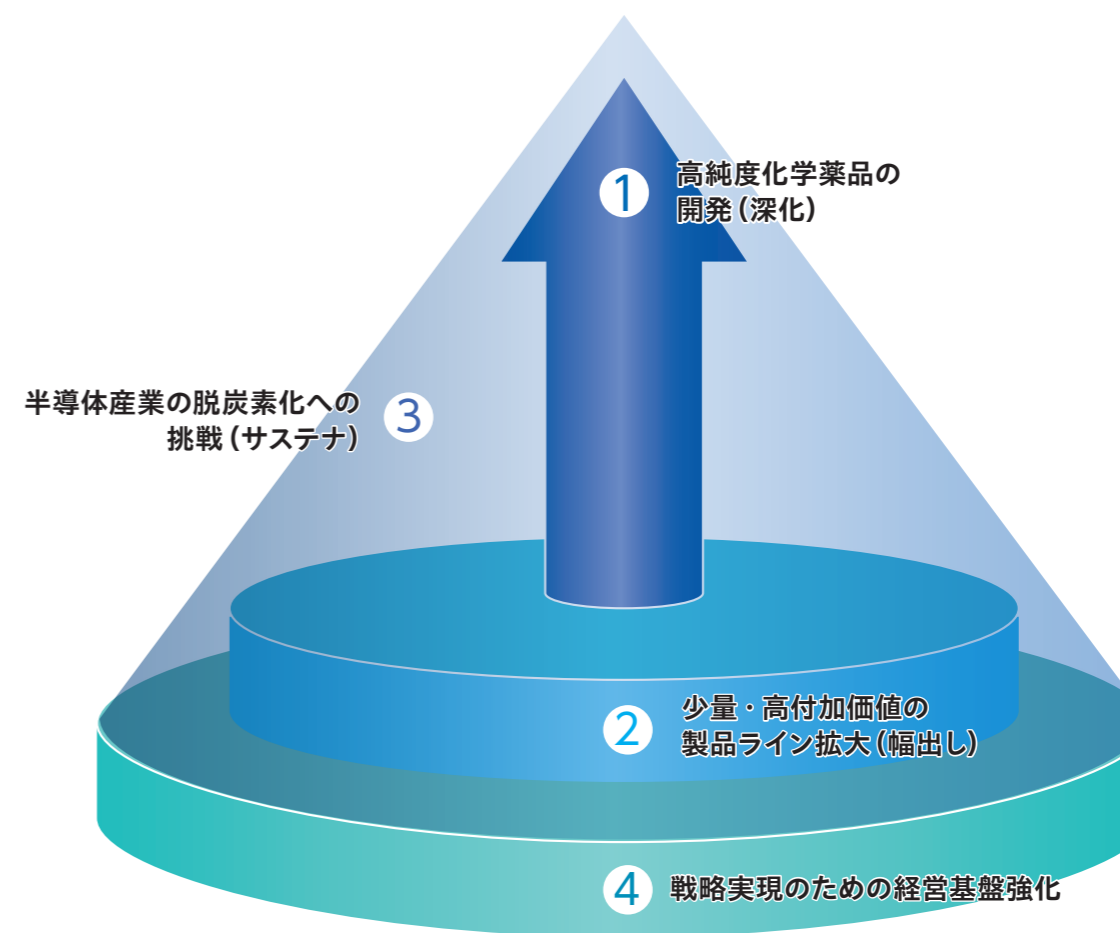 1 高純度化学薬品の
開発（深化）
半導体産業の脱炭素化への 3
挑戦（サステナ）
2 少量・高付加価値の
製品ライン拡大（幅出し）
4 戦略実現のための経営基盤強化